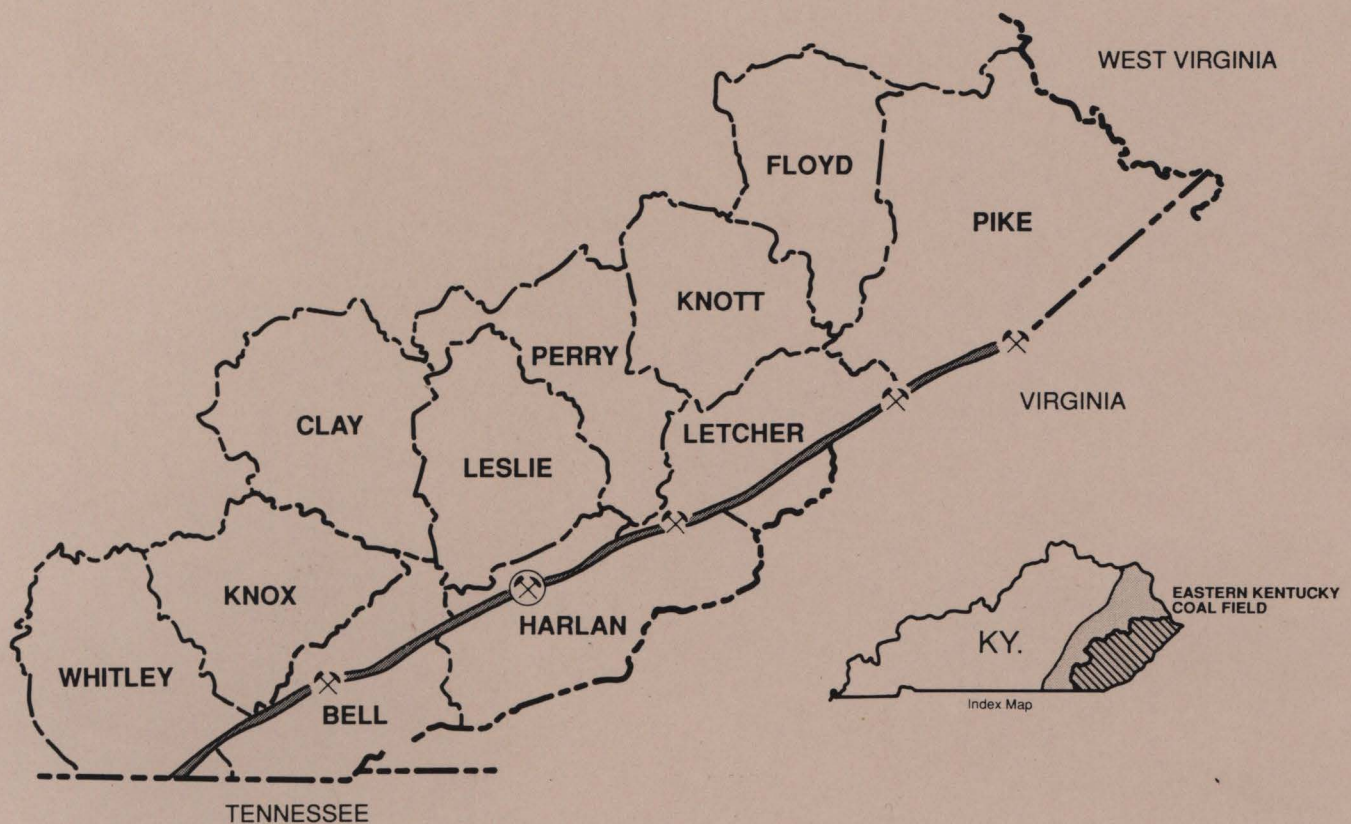 WEST VIRGINIA
FLOYD
PIKE
KNOTT
PERRY
CLAY
LETCHER
VIRGINIA
LESLIE
KNOX
HARLAN
WHITLEY
BELL
TENNESSEE
EASTERN KENTUCKY
COAL FIELD
KY.
Index Map